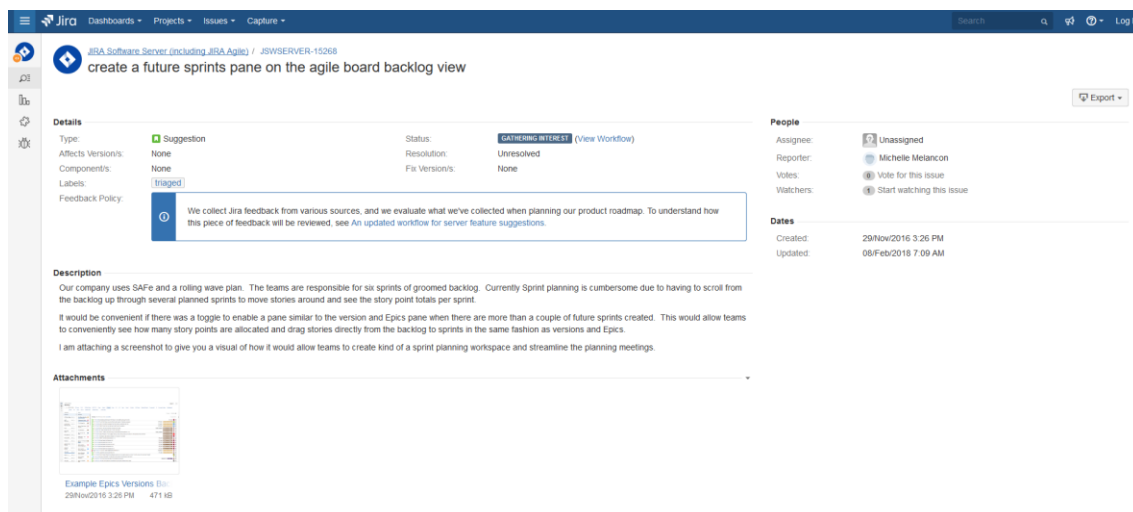 Jira Dashboards Projects Issues Capture Search Log
JIRA Software Server (including JIRA Agile) / JSWSERVER-15268
create a future sprints pane on the agile board backlog view
Export
Details
Type: Suggestion Status: GATHERING INTEREST (View Workflow)
Affects Version/s: None Resolution: Unresolved
Component/s: None Fix Version/s: None
Labels: triaged
Feedback Policy:
We collect Jira feedback from various sources, and we evaluate what we've collected when planning our product roadmap. To understand how
this piece of feedback will be reviewed, see An updated workflow for server feature suggestions.
People
Assignee: Unassigned
Reporter: Michelle Melancon
Votes: 0 Vote for this issue
Watchers: 1 Start watching this issue
Dates
Created: 29/Nov/2016 3:26 PM
Updated: 08/Feb/2018 7:09 AM
Description
Our company uses SAFe and a rolling wave plan. The teams are responsible for six sprints of groomed backlog. Currently Sprint planning is cumbersome due to having to scroll from
the backlog up through several planned sprints to move stories around and see the story point totals per sprint.
It would be convenient if there was a toggle to enable a pane similar to the version and Epics pane when there are more than a couple of future sprints created. This would allow teams
to conveniently see how many story points are allocated and drag stories directly from the backlog to sprints in the same fashion as versions and Epics.
I am attaching a screenshot to give you a visual of how it would allow teams to create kind of a sprint planning workspace and streamline the planning meetings.
Attachments
Example Epics Versions Bac
29/Nov/2016 3:26 PM 471 kB